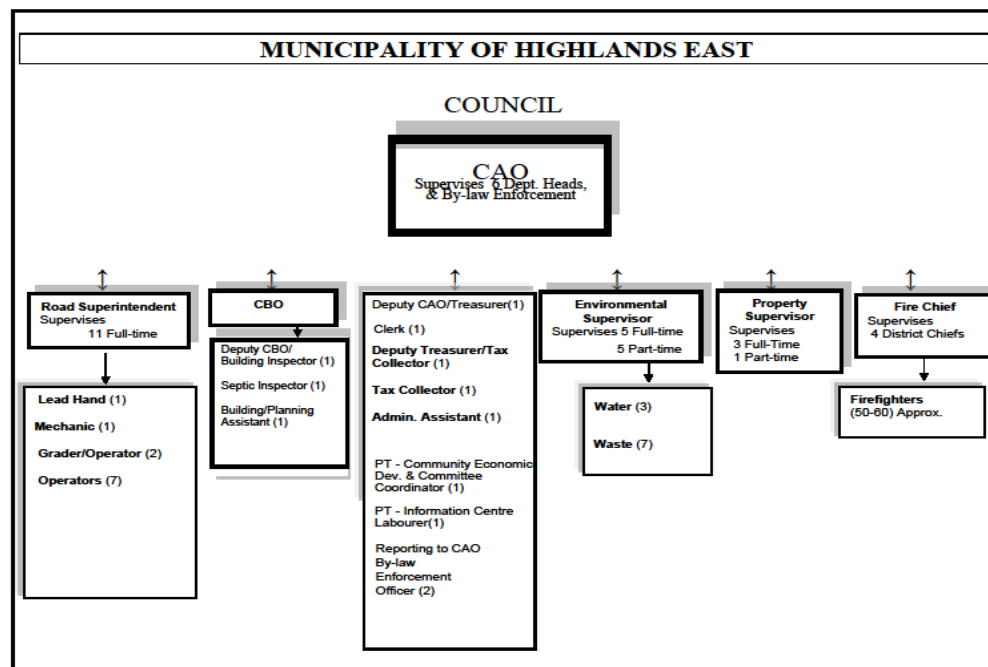 MUNICIPALITY OF HIGHLANDS EAST
COUNCIL
CAO
Supervises 6 Dept. Heads,
& By-law Enforcement
Road Superintendent
Supervises
11 Full-time
Lead Hand (1)
Mechanic (1)
Grader/Operator (2)
Operators (7)
CBO
Deputy CBO/
Building Inspector (1)
Septic Inspector (1)
Building/Planning
Assistant (1)
Deputy CAO/Treasurer(1)
Clerk (1)
Deputy Treasurer/Tax
Collector (1)
Tax Collector (1)
Admin. Assistant (1)
PT - Community Economic
Dev. & Committee
Coordinator (1)
PT - Information Centre
Labourer(1)
Reporting to CAO
By-law
Enforcement
Officer (2)
Environmental
Supervisor
Supervises 5 Full-time
5 Part-time
Water (3)
Waste (7)
Property
Supervisor
Supervises
3 Full-Time
1 Part-time
Fire Chief
Supervises
4 District Chiefs
Firefighters
(50-60) Approx.